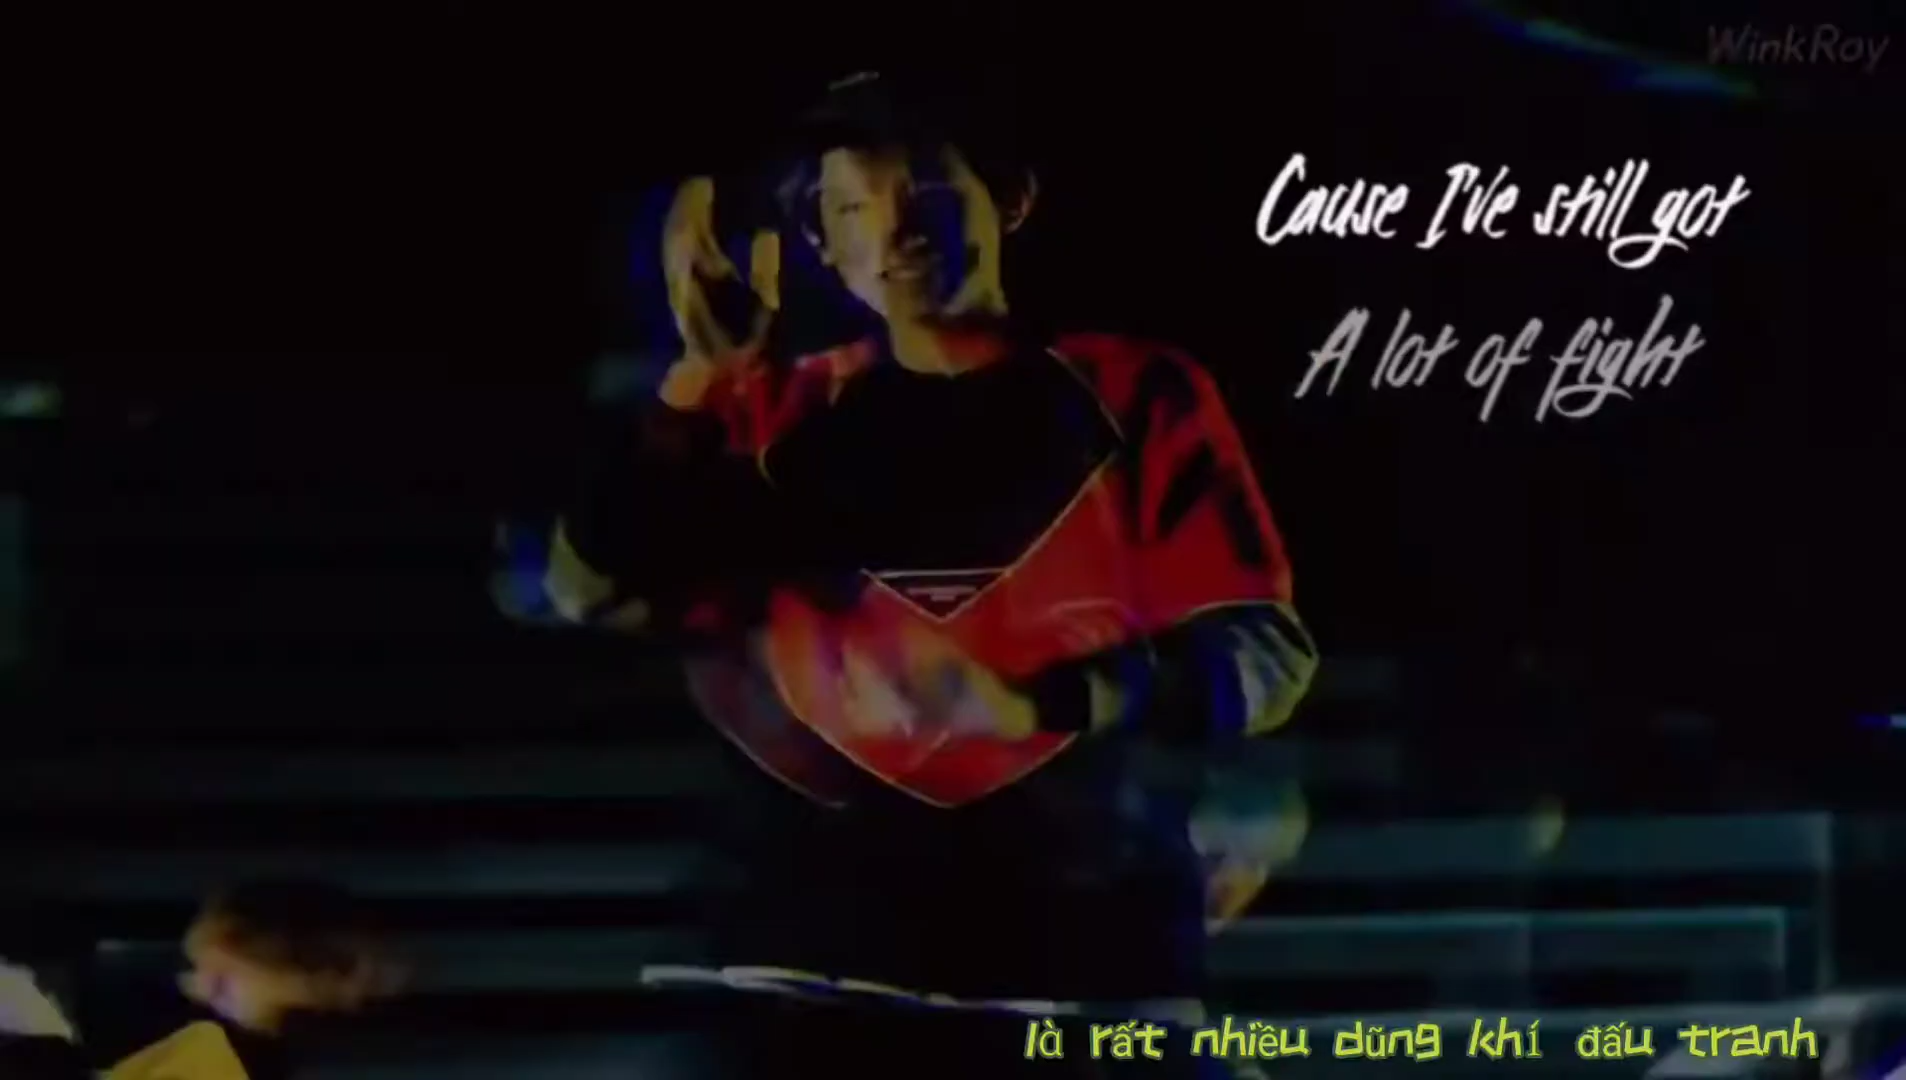 WinkRoy
Cause I've still got
A lot of fight
là rất nhiều dũng khí đấu tranh